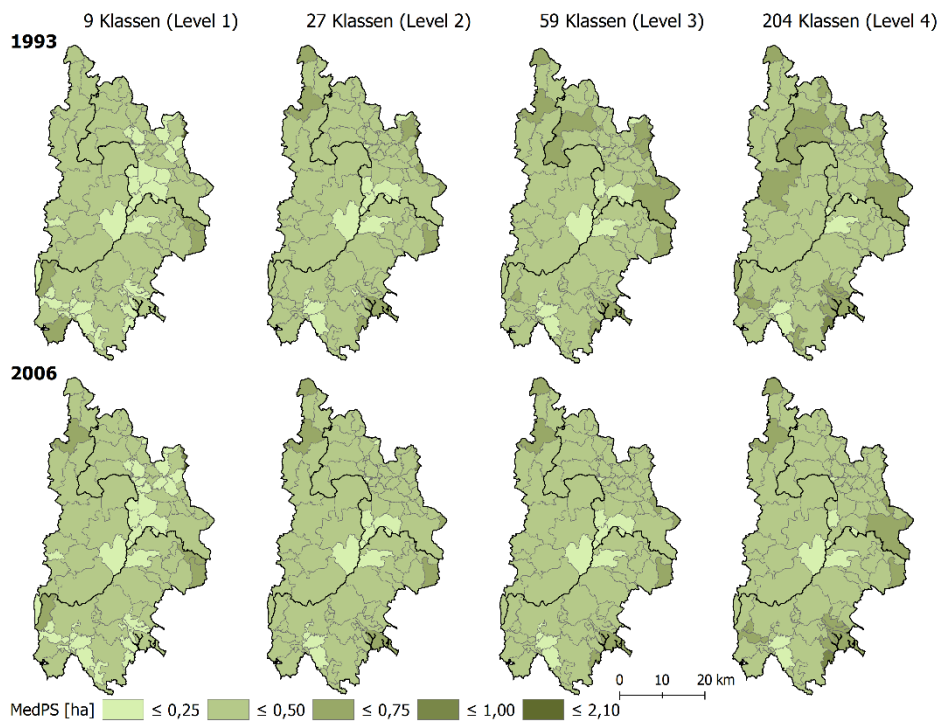 9 Klassen (Level 1) 27 Klassen (Level 2) 59 Klassen (Level 3) 204 Klassen (Level 4)
1993
2006
0 10 20 km
MedPS [ha] ≤ 0,25 ≤ 0,50 ≤ 0,75 ≤ 1,00 ≤ 2,10